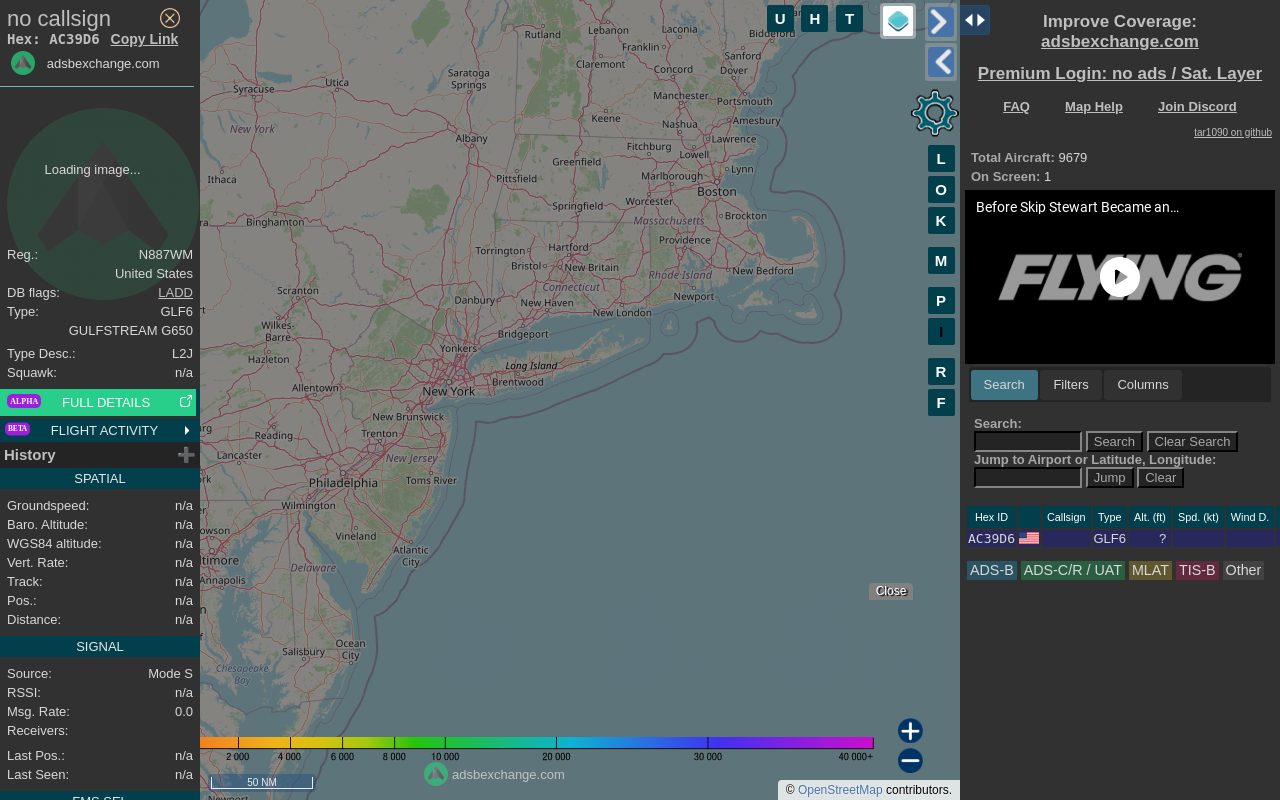 no callsign
Hex: AC39D6 Copy Link
adsbexchange.com
Loading image...
Reg.: N887WM
United States
DB flags: LADD
Type: GLF6
GULFSTREAM G650
Type Desc.: L2J
Squawk: n/a
ALPHA FULL DETAILS
BETA FLIGHT ACTIVITY
History
SPATIAL
Groundspeed: n/a
Baro. Altitude: n/a
WGS84 altitude: n/a
Vert. Rate: n/a
Track: n/a
Pos.: n/a
Distance: n/a
SIGNAL
Source: Mode S
RSSI: n/a
Msg. Rate: 0.0
Receivers:
Last Pos.: n/a
Last Seen: n/a
FMS SEL
U H T
L
O
K
M
P
I
R
F
Rutland
Lebanon
Laconia
Biddeford
Franklin
Sanford
Claremont
Concord
Dover
Utica
Saratoga
Springs
Syracuse
Manchester
Portsmouth
Keene
Nashua
Amesbury
New York
Albany
Lawrence
Fitchburg
Lowell
Greenfield
Lynn
Marlborough
Pittsfield
Ithaca
Boston
Worcester
Springfield
Massachusetts
Brockton
Binghamton
Providence
Torrington
Hartford
Bristol
New Britain
Rhode Island
New Bedford
Connecticut
Scranton
Danbury
New Haven
Newport
New London
Wilkes-
Barre
Bridgeport
Yonkers
Hazleton
Long Island
Brentwood
Allentown
New York
New Brunswick
Reading
Trenton
Lancaster
New Jersey
Toms River
Philadelphia
Wilmington
Vineland
Atlantic
City
Delaware
Annapolis
Ocean
City
Salisbury
Chesapeake
Bay
Newport
Close
2 000 4 000 6 000 8 000 10 000 20 000 30 000 40 000+
50 NM
adsbexchange.com
© OpenStreetMap contributors.
Improve Coverage:
adsbexchange.com
Premium Login: no ads / Sat. Layer
FAQ Map Help Join Discord
tar1090 on github
Total Aircraft: 9679
On Screen: 1
Before Skip Stewart Became an...
FLYING
Search Filters Columns
Search:
Search Clear Search
Jump to Airport or Latitude, Longitude:
Jump Clear
Hex ID Callsign Type Alt. (ft) Spd. (kt) Wind D.
AC39D6 GLF6 ?
ADS-B ADS-C/R / UAT MLAT TIS-B Other